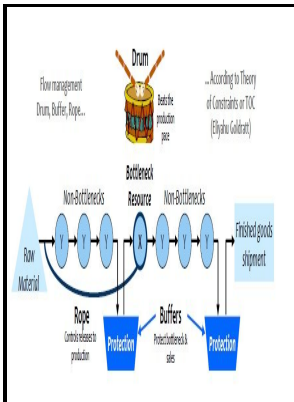 Drum
Flow management
Drum, Buffer, Rope...
Beats the
production
pace
... According to Theory
of Constraints or TOC
(Eliyahu Goldratt)
Bottleneck
Resource
Non-Bottlenecks
Non-Bottlenecks
Y
Y
Y
X
Y
Y
Y
Raw
Material
Finished goods
shipment
Rope
Controls releases to
production
Buffers
Protect bottleneck &
sales
Protection
Protection